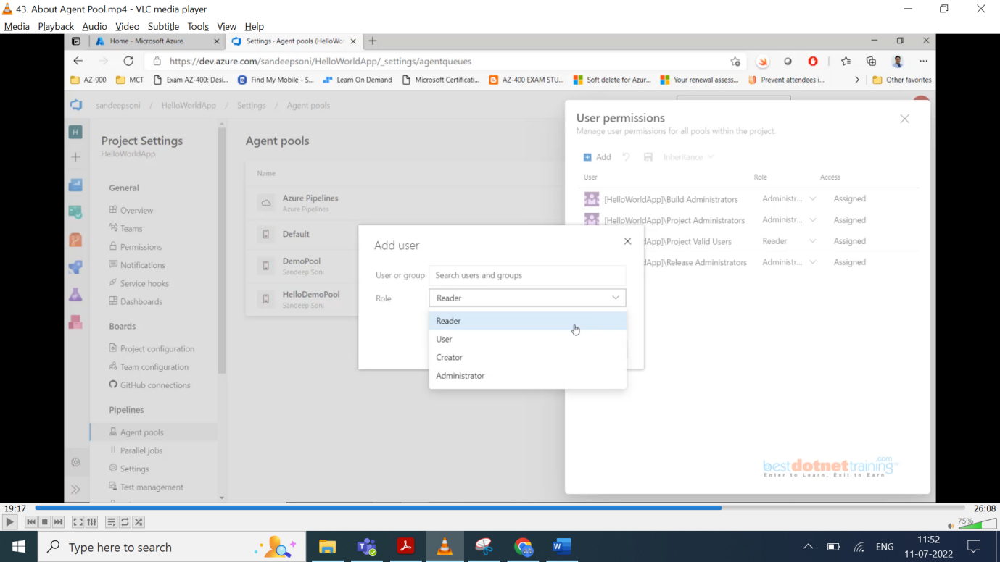 43. About Agent Pool.mp4 - VLC media player
Media Playback Audio Video Subtitle Tools View Help
Home - Microsoft Azure
Settings - Agent pools (HelloWor
https://dev.azure.com/sandeepsoni/HelloWorldApp/_settings/agentqueues
AZ-900 MCT Exam AZ-400: Desi... Find My Mobile - S... Learn On Demand Microsoft Certificati... AZ-400 EXAM STU... Soft delete for Azur... Your renewal assess... Prevent attendees i... Other favorites
sandeepsoni / HelloWorldApp / Settings / Agent pools
H
Project Settings
HelloWorldApp
General
Overview
Teams
Permissions
Notifications
Service hooks
Dashboards
Boards
Project configuration
Team configuration
GitHub connections
Pipelines
Agent pools
Parallel jobs
Settings
Test management
Agent pools
Name
Azure Pipelines
Azure Pipelines
Default
DemoPool
Sandeep Soni
HelloDemoPool
Sandeep Soni
User permissions
Manage user permissions for all pools within the project.
Add Inheritance
User Role Access
[HelloWorldApp]\Build Administrators Administr... Assigned
[HelloWorldApp]\Project Administrators Administr... Assigned
App]\Project Valid Users Reader Assigned
App]\Release Administrators Administr... Assigned
Add user
User or group Search users and groups
Role Reader
Reader
User
Creator
Administrator
bestdotnettraining.com
Enter to Learn, Exit to Earn
19:17 26:08
75%
Type here to search
ENG
11:52
11-07-2022